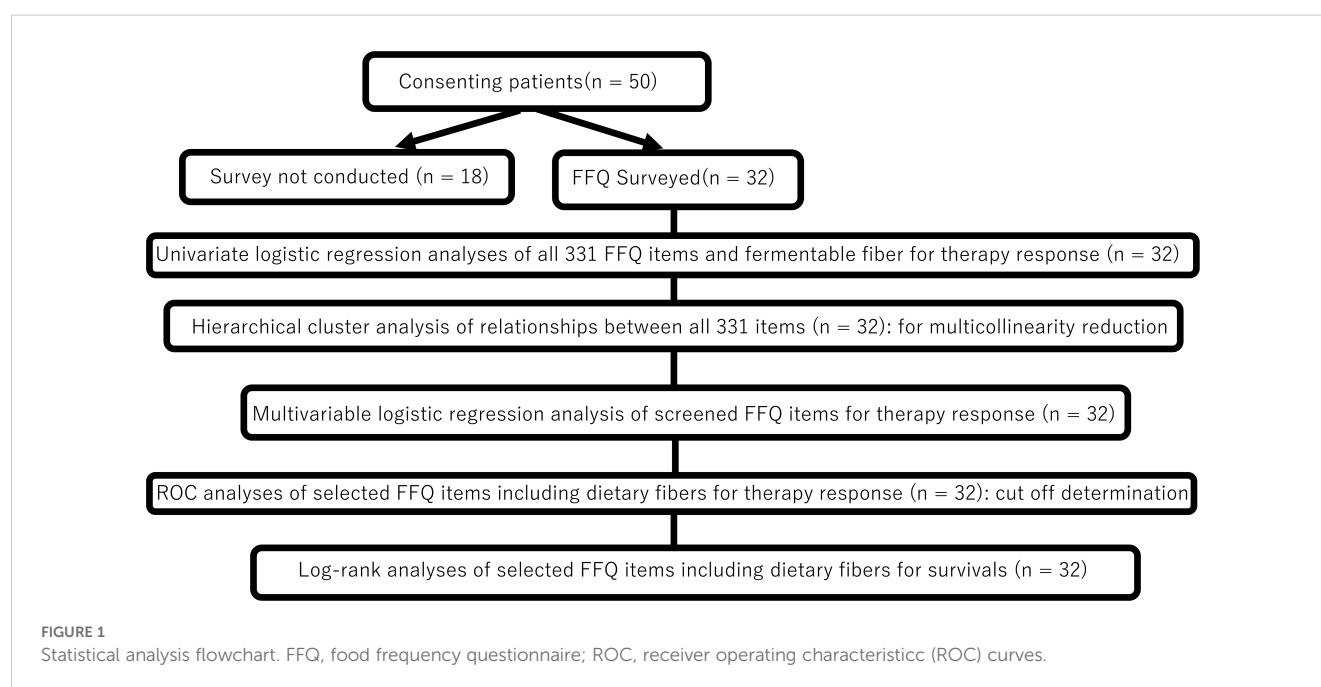 Consenting patients(n = 50)
Survey not conducted (n = 18)
FFQ Surveyed(n = 32)
Univariate logistic regression analyses of all 331 FFQ items and fermentable fiber for therapy response (n = 32)
Hierarchical cluster analysis of relationships between all 331 items (n = 32): for multicollinearity reduction
Multivariable logistic regression analysis of screened FFQ items for therapy response (n = 32)
ROC analyses of selected FFQ items including dietary fibers for therapy response (n = 32): cut off determination
Log-rank analyses of selected FFQ items including dietary fibers for survivals (n = 32)
FIGURE 1
Statistical analysis flowchart. FFQ, food frequency questionnaire; ROC, receiver operating characteristicc (ROC) curves.